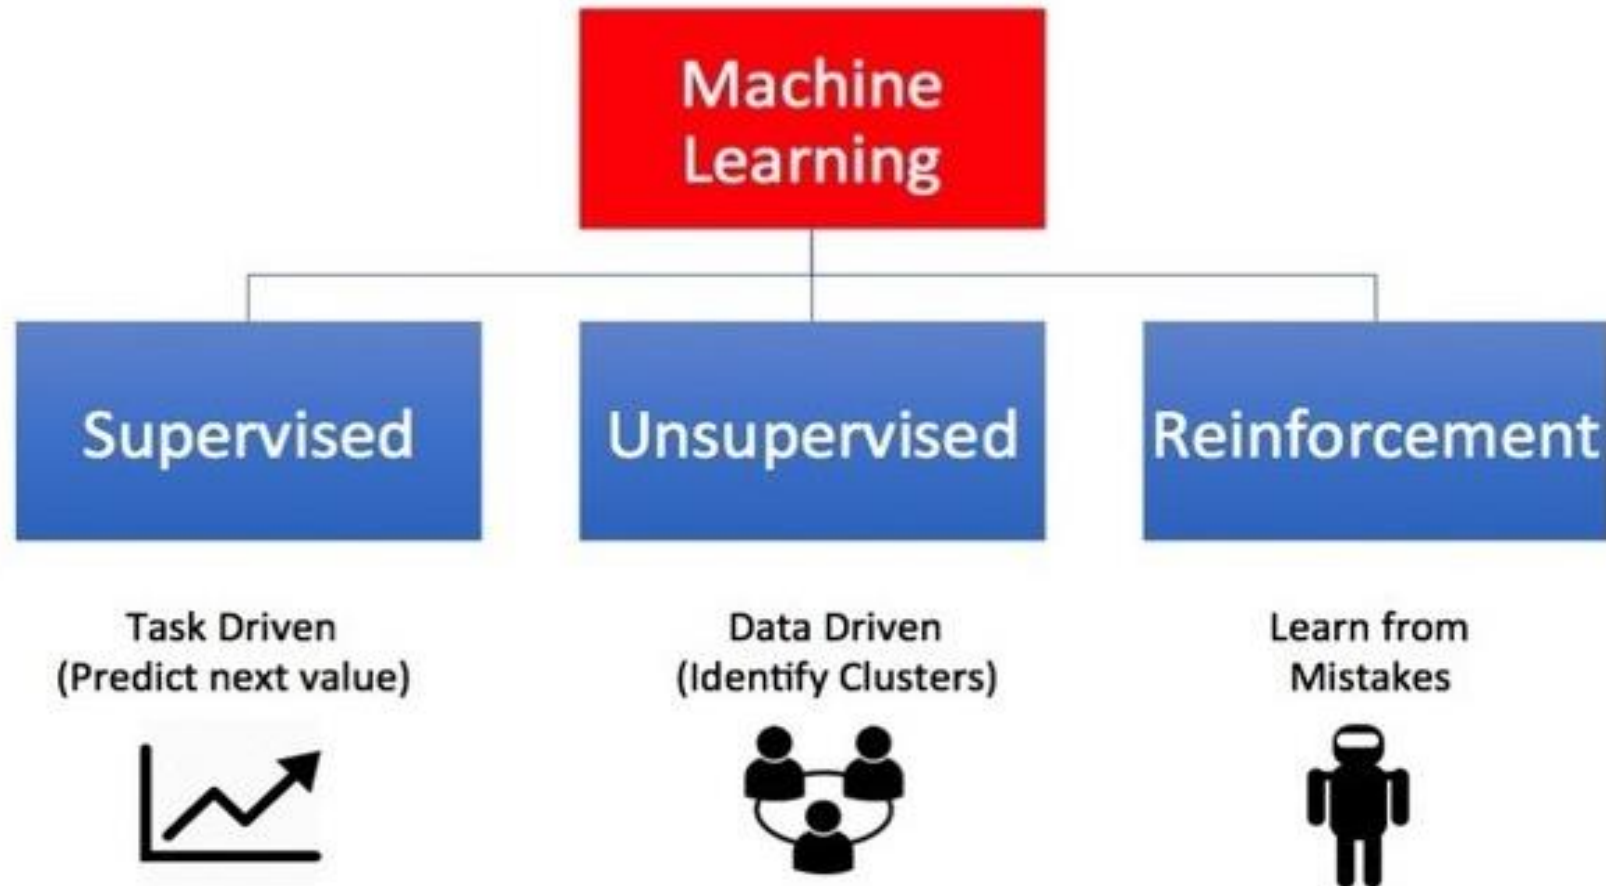 Machine
Learning
Supervised
Unsupervised
Reinforcement
Task Driven
(Predict next value)
Data Driven
(Identify Clusters)
Learn from
Mistakes